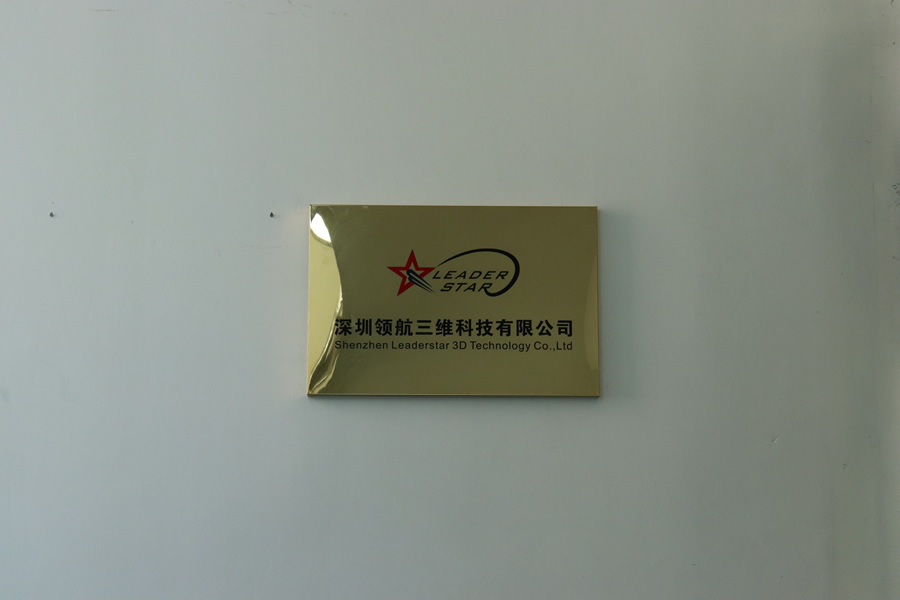 LEADER
STAR
深圳领航三维科技有限公司
Shenzhen Leaderstar 3D Technology Co.,Ltd